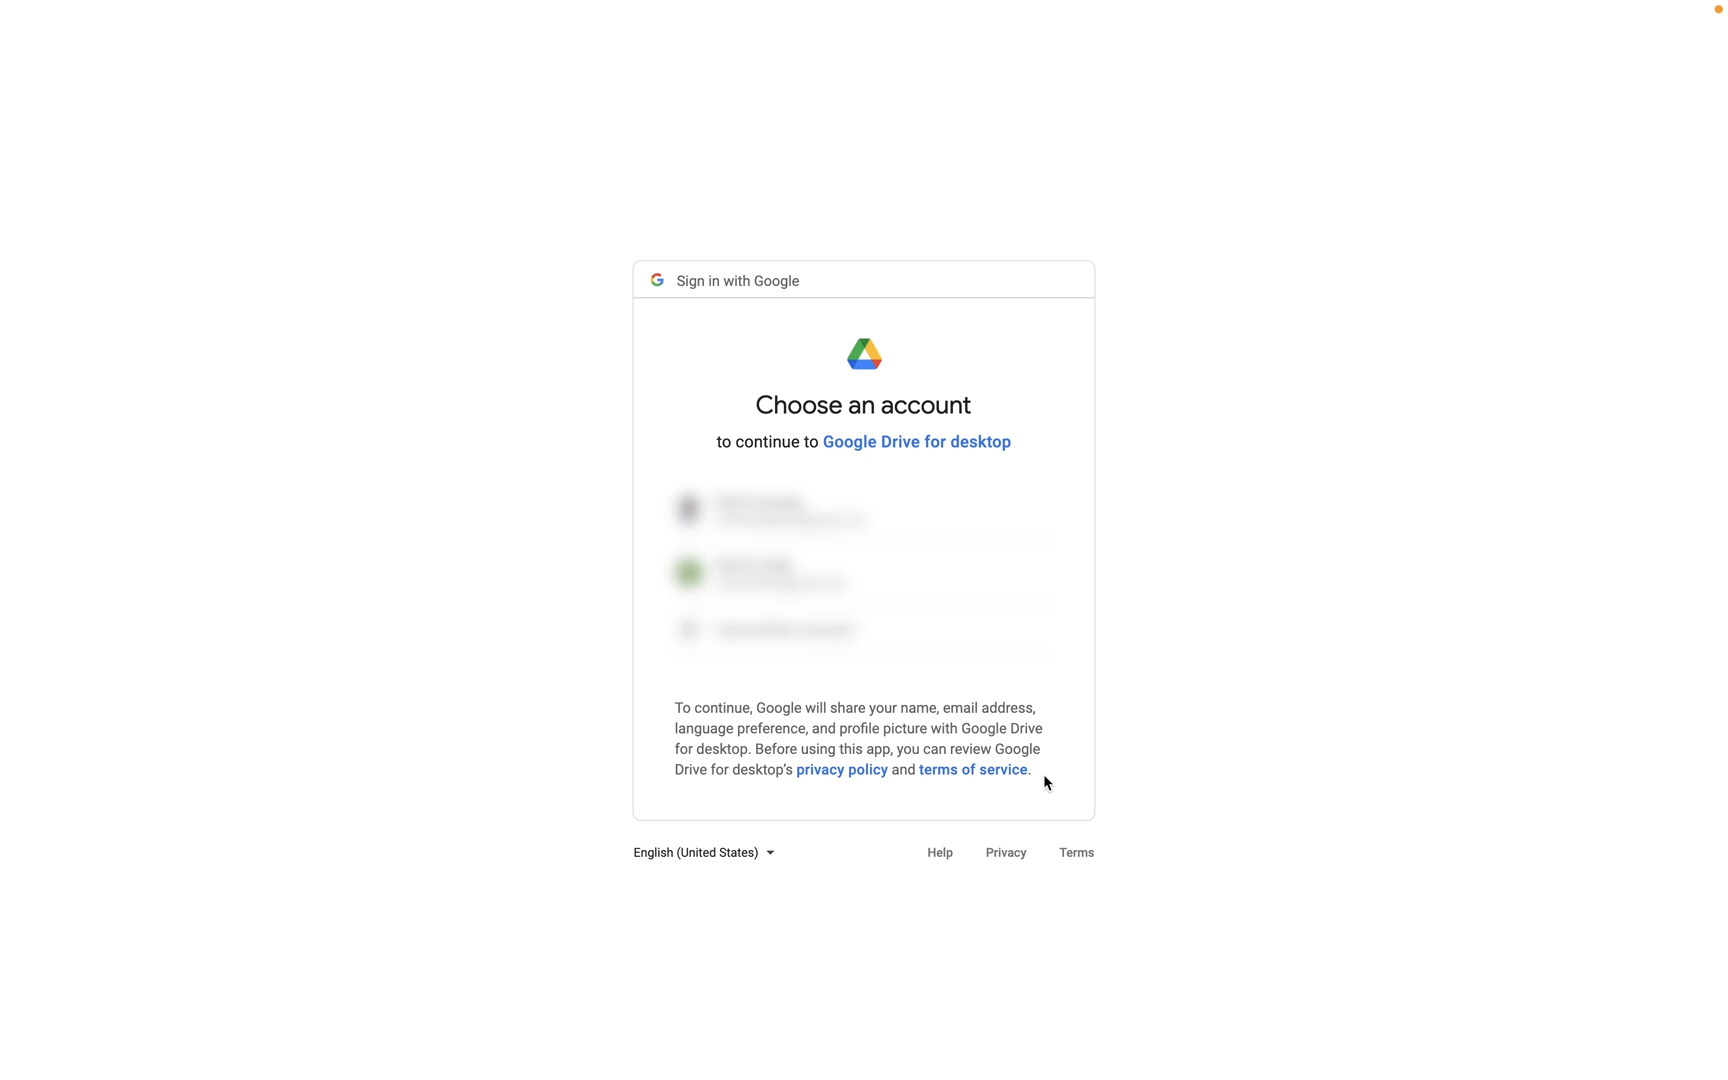 Sign in with Google
Choose an account
to continue to Google Drive for desktop
To continue, Google will share your name, email address,
language preference, and profile picture with Google Drive
for desktop. Before using this app, you can review Google
Drive for desktop's privacy policy and terms of service.
English (United States)
Help
Privacy
Terms